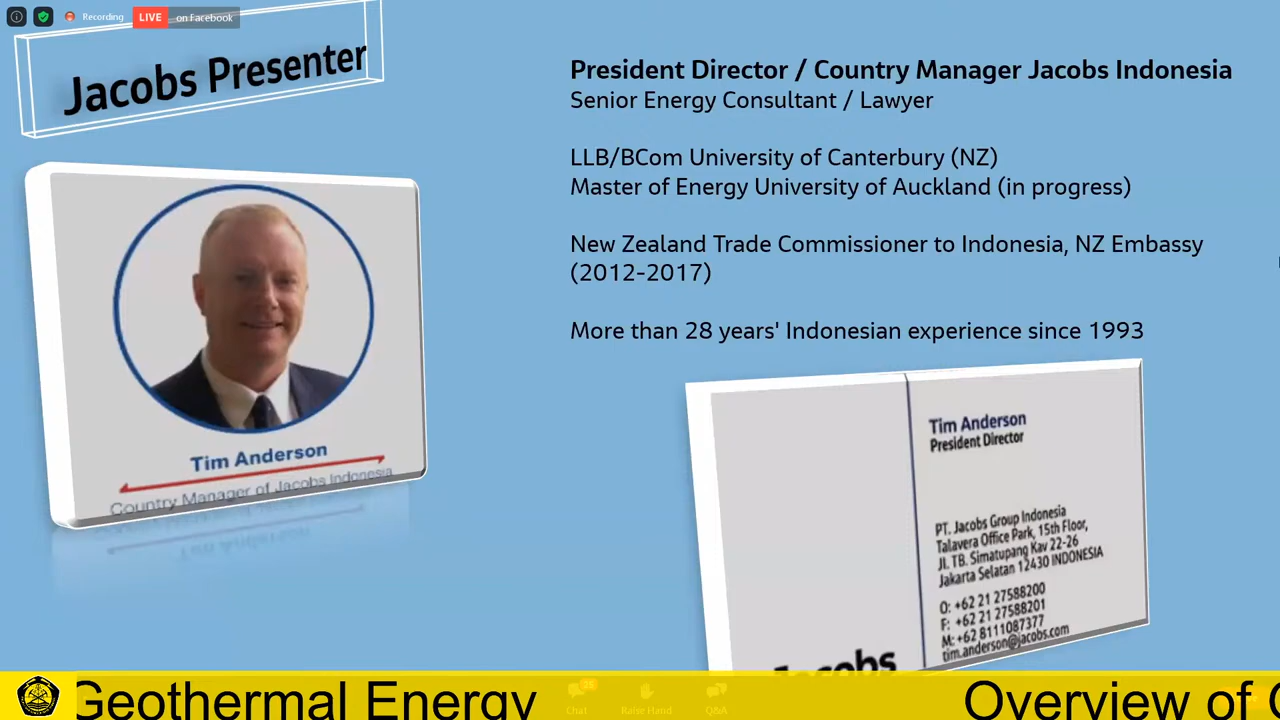 Recording
LIVE
on Facebook
Jacobs Presenter
President Director / Country Manager Jacobs Indonesia
Senior Energy Consultant / Lawyer
LLB/BCom University of Canterbury (NZ)
Master of Energy University of Auckland (in progress)
New Zealand Trade Commissioner to Indonesia, NZ Embassy
(2012-2017)
More than 28 years' Indonesian experience since 1993
Tim Anderson
Country Manager of Jacobs Indonesia
Tim Anderson
President Director
PT. Jacobs Group Indonesia
Talavera Office Park, 15th Floor,
Jl. TB. Simatupang Kav 22-26
Jakarta Selatan 12430 INDONESIA
O: +62 21 27588200
F: +62 21 27588201
M: +62 8111087377
tim.anderson@jacobs.com
Jacobs
Geothermal Energy
Chat
Raise Hand
Q&A
Overview of